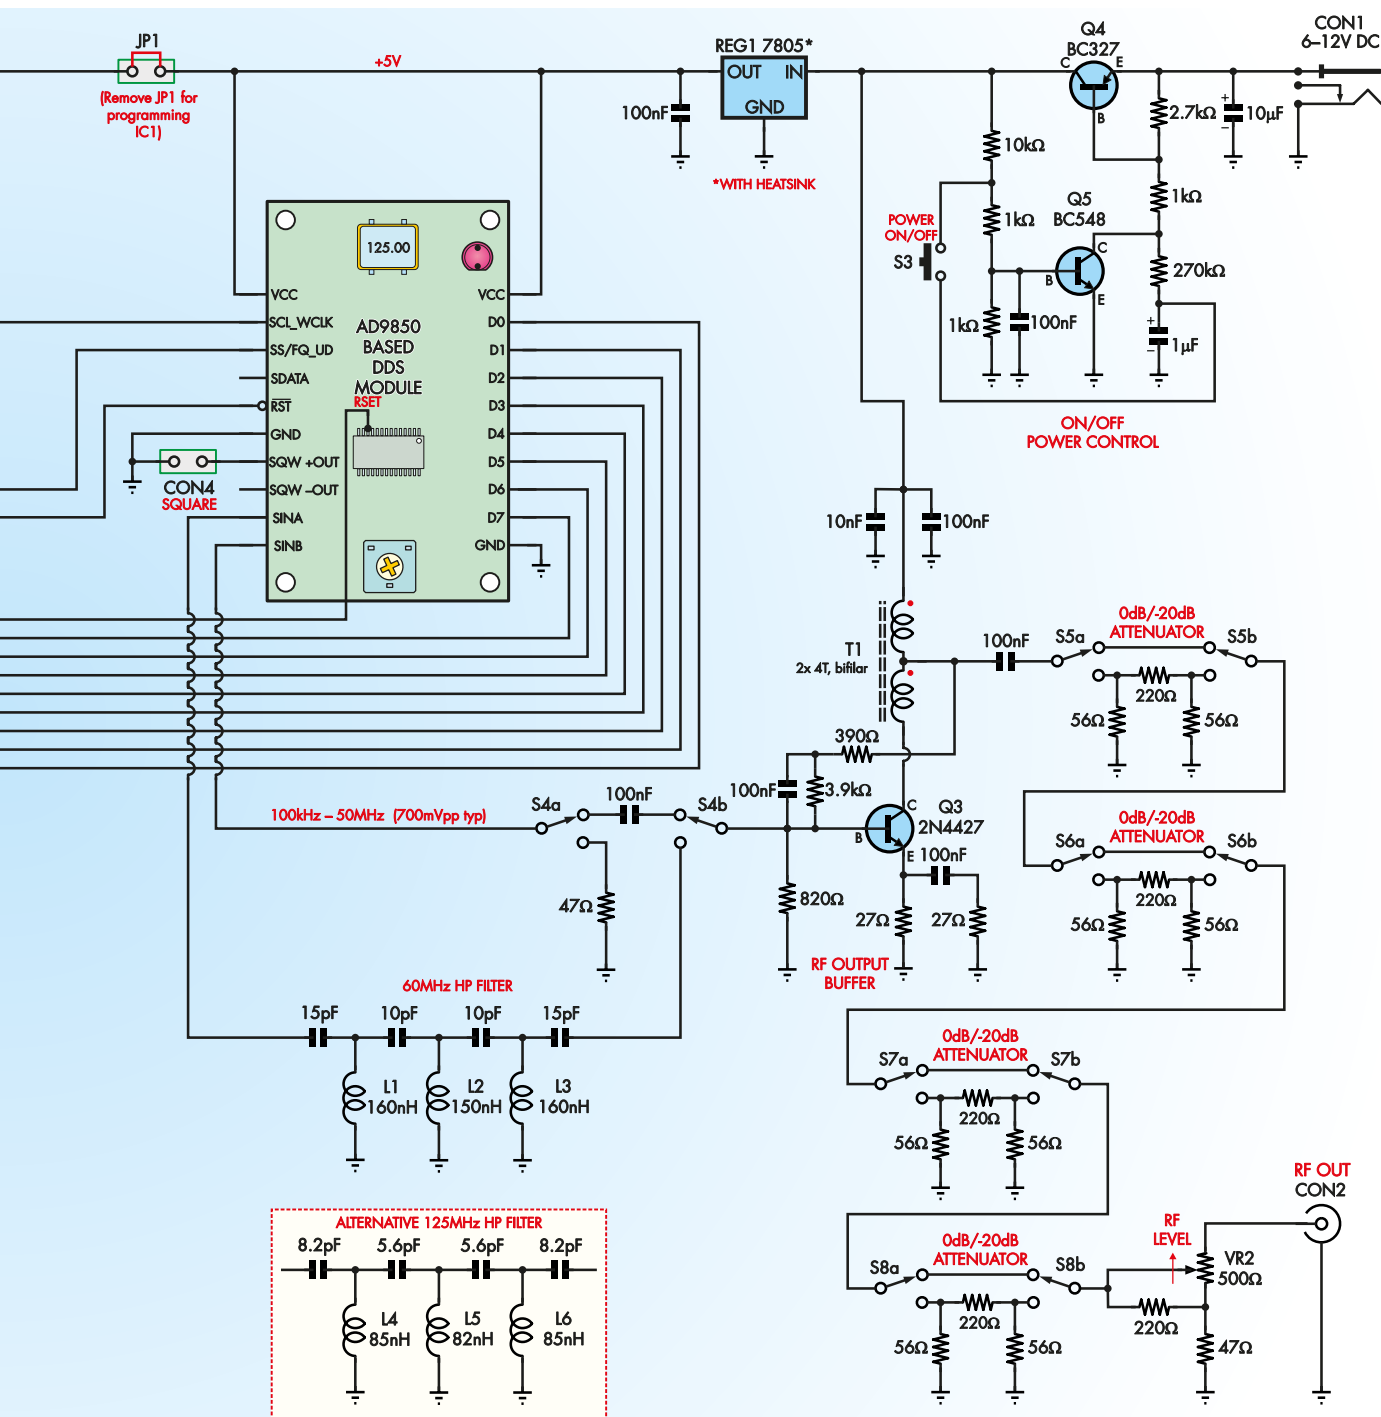 JP1
(Remove JP1 for
programming
IC1)
+5V
REG1 7805*
OUT IN
GND
100nF
*WITH HEATSINK
Q4
BC327
C E
B
CON1
6–12V DC
2.7kΩ
+
10µF
–
10kΩ
1kΩ
1kΩ
POWER
ON/OFF
S3
Q5
BC548
C
B
E
270kΩ
1kΩ
100nF
+
1µF
–
ON/OFF
POWER CONTROL
125.00
VCC VCC
SCL_WCLK D0
SS/FQ_UD D1
SDATA D2
RST D3
GND D4
SQW +OUT D5
SQW –OUT D6
SINA D7
SINB GND
AD9850
BASED
DDS
MODULE
RSET
CON4
SQUARE
10nF 100nF
T1
2x 4T, bifilar
100nF
S5a
0dB/-20dB
ATTENUATOR
S5b
220Ω
56Ω 56Ω
390Ω
100nF 3.9kΩ
Q3
2N4427
C
B
E
100nF
820Ω
27Ω 27Ω
RF OUTPUT
BUFFER
100kHz – 50MHz (700mVpp typ)
S4a
100nF
S4b
47Ω
S6a
0dB/-20dB
ATTENUATOR
S6b
220Ω
56Ω 56Ω
60MHz HP FILTER
15pF 10pF 10pF 15pF
L1
160nH
L2
150nH
L3
160nH
S7a
0dB/-20dB
ATTENUATOR
S7b
220Ω
56Ω 56Ω
ALTERNATIVE 125MHz HP FILTER
8.2pF 5.6pF 5.6pF 8.2pF
L4
85nH
L5
82nH
L6
85nH
S8a
0dB/-20dB
ATTENUATOR
S8b
220Ω
56Ω 56Ω
RF
LEVEL
VR2
500Ω
220Ω
47Ω
RF OUT
CON2